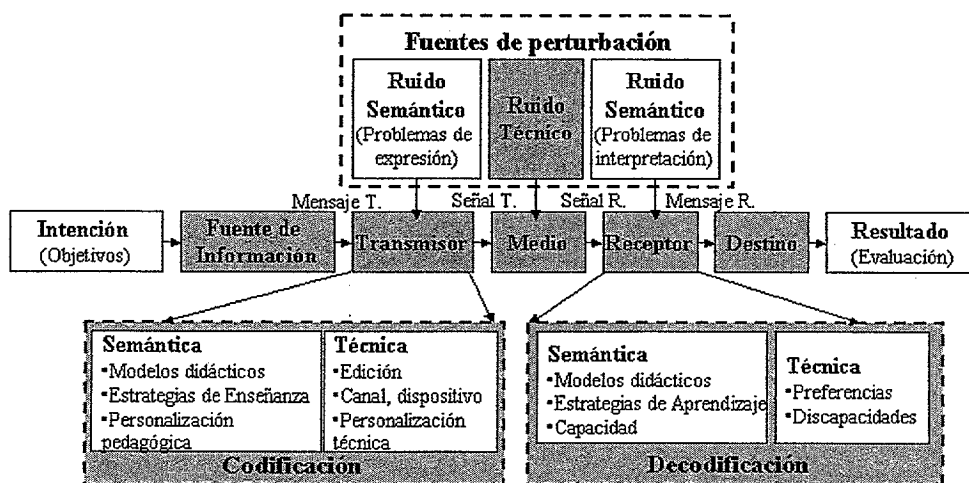 Fuentes de perturbación
Ruido
Semántico
(Problemas de
expresión)
Ruido
Técnico
Ruido
Semántico
(Problemas de
interpretación)
Mensaje T.
Señal T.
Señal R.
Mensaje R.
Intención
(Objetivos)
Fuente de
Información
Transmisor
Medio
Receptor
Destino
Resultado
(Evaluación)
Semántica
▪Modelos didácticos
▪Estrategias de Enseñanza
▪Personalización
pedagógica
Técnica
▪Edición
▪Canal, dispositivo
▪Personalización
técnica
Codificacion
Semántica
▪Modelos didácticos
▪Estrategias de Aprendizaje
▪Capacidad
Técnica
▪Preferencias
▪Discapacidades
Decodificación